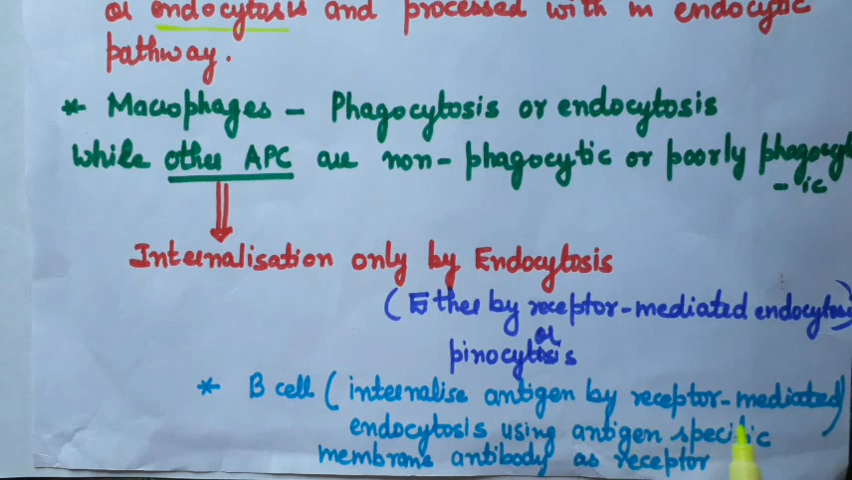 or endocytosis and processed with in endocytic
pathway.
* Macrophages - Phagocytosis or endocytosis
While other APC are non-phagocytic or poorly phagocyt
- ic
Internalisation only by Endocytosis
(Either by receptor-mediated endocytosis)
or
pinocytosis
* B cell (internalise antigen by receptor-mediated
endocytosis using antigen specific
membrane antibody as receptor)